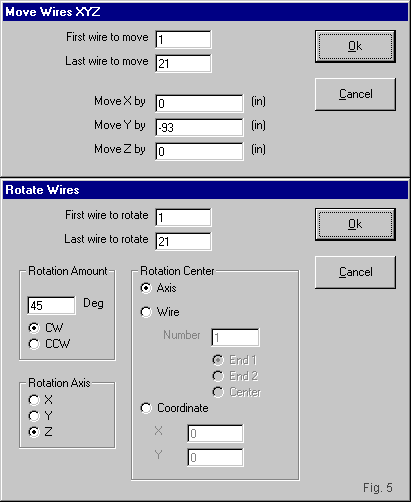 Move Wires XYZ
First wire to move 1
Ok
Last wire to move 21
Cancel
Move X by 0 (in)
Move Y by -93 (in)
Move Z by 0 (in)
Rotate Wires
First wire to rotate 1
Ok
Last wire to rotate 21
Cancel
Rotation Amount
45 Deg
CW
CCW
Rotation Axis
X
Y
Z
Rotation Center
Axis
Wire
Number 1
End 1
End 2
Center
Coordinate
X 0
Y 0
Fig. 5